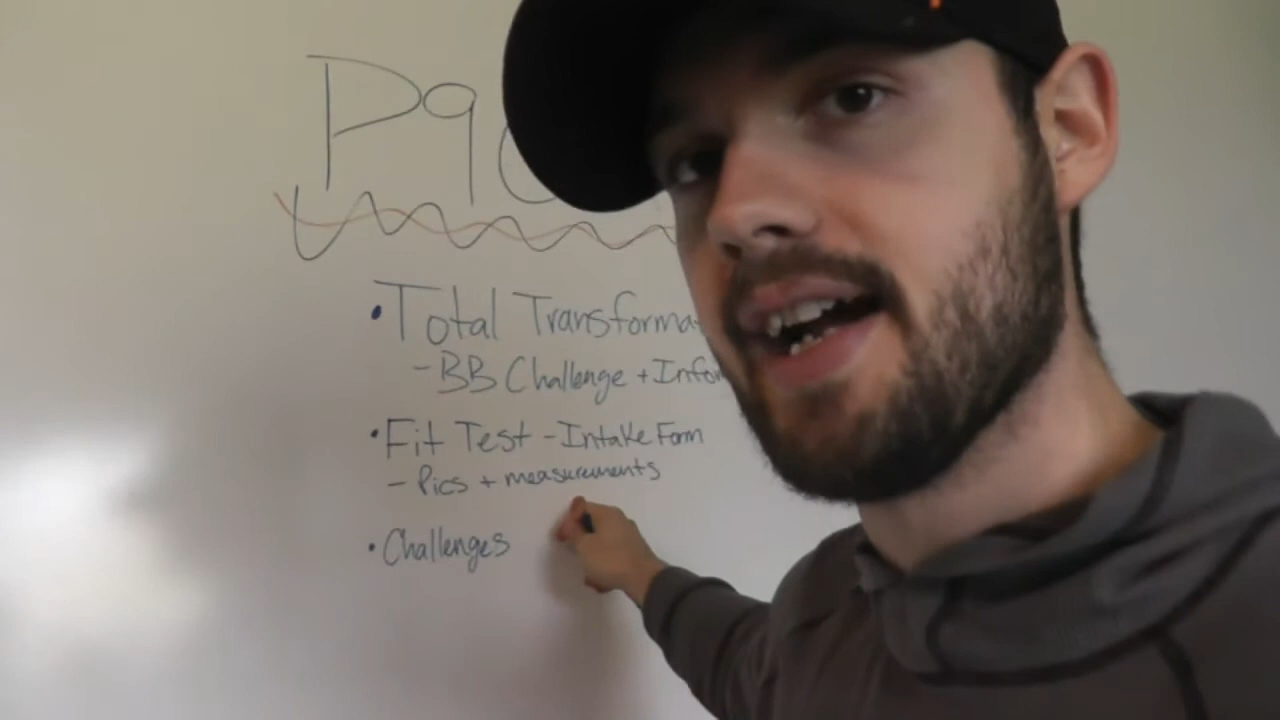 P9
• Total Transforma
- BB Challenge + Infor
• Fit Test - Intake Form
- Pics + measurements
• Challenges